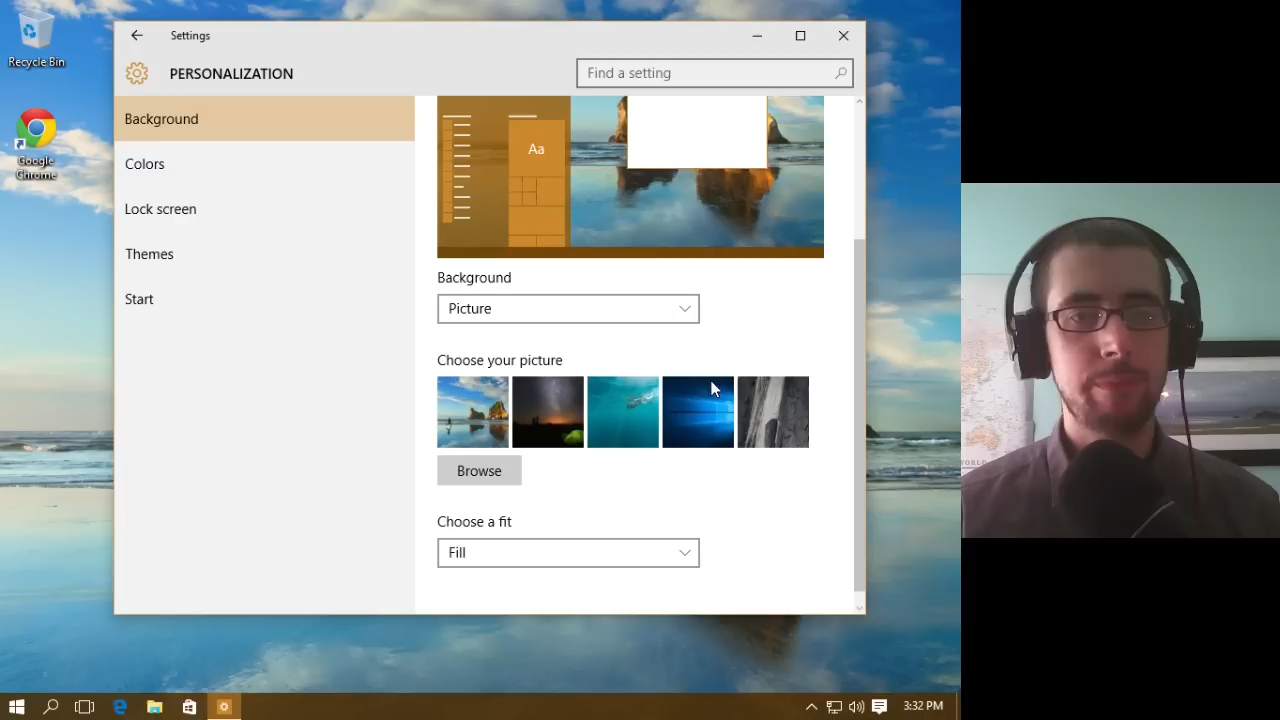 Recycle Bin
Google
Chrome
Settings
PERSONALIZATION
Find a setting
Background
Colors
Lock screen
Themes
Start
Aa
Background
Picture
Choose your picture
Browse
Choose a fit
Fill
3:32 PM
WORLD